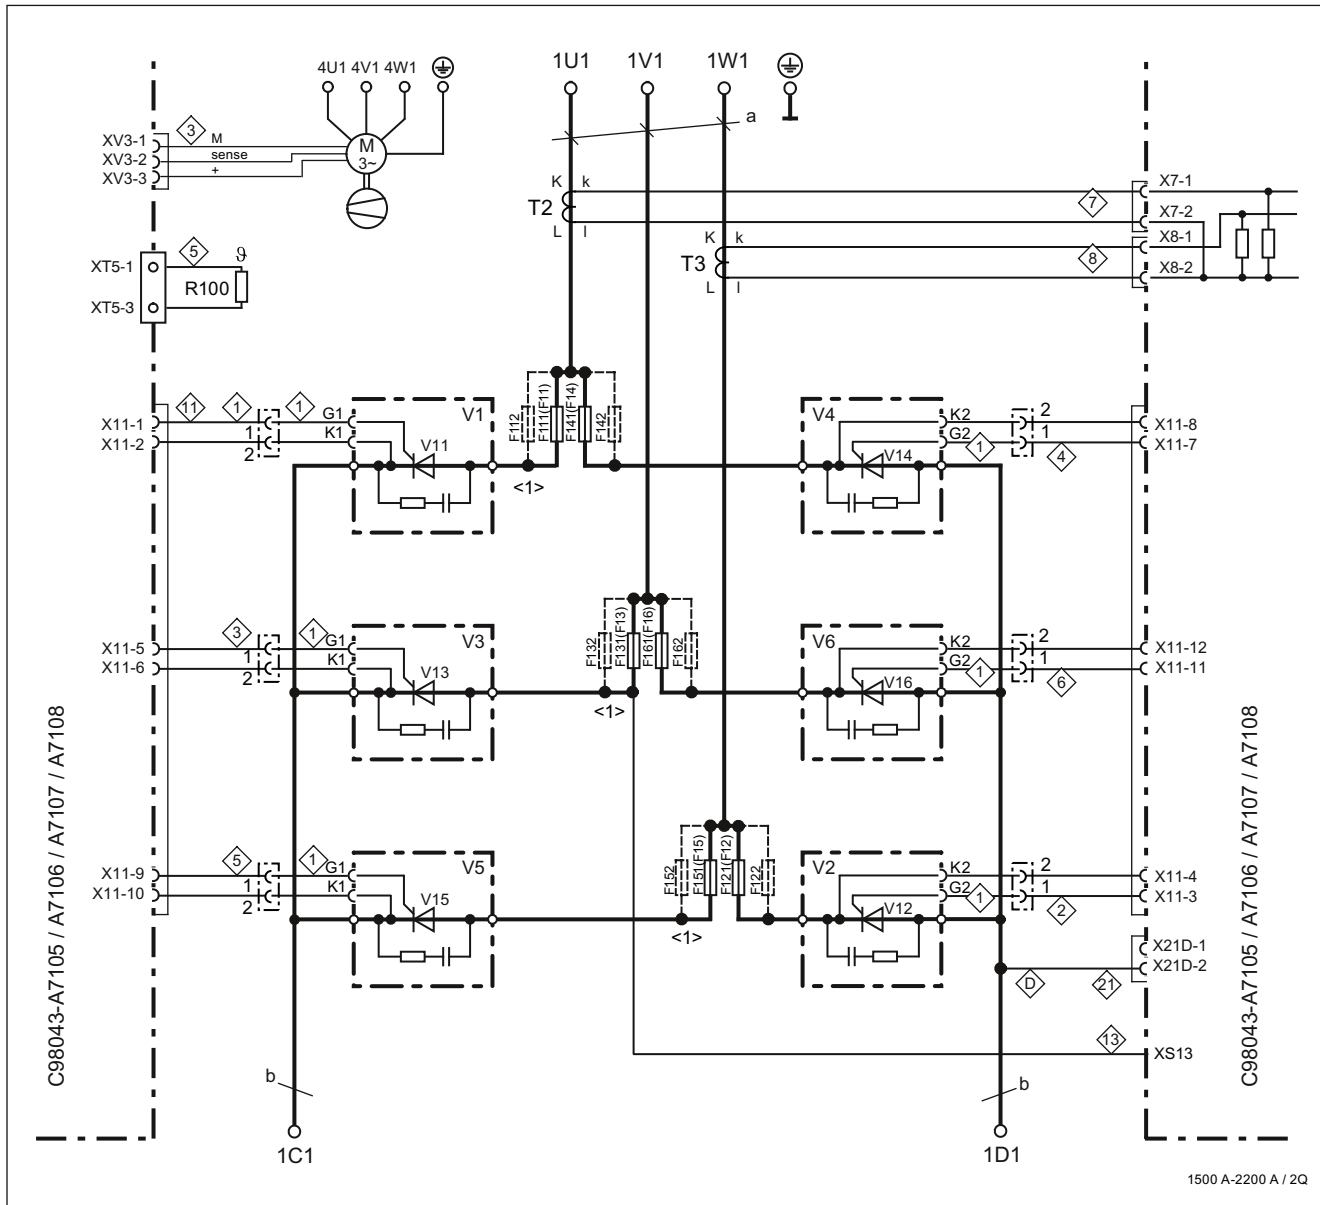 1U1 1V1 1W1
4U1 4V1 4W1
a
XV3-1 3 M
XV3-2 sense
XV3-3 +
M
3~
K k
T2
L l
7
X7-1
X7-2
K k
T3
L l
8
X8-1
X8-2
XT5-1 5 ϑ
R100
XT5-3
X11-1 11 1 1 G1 V1
X11-2 1 K1
2
V11
F112 F111(F11) F141(F14) F142
<1>
V4 K2 2 X11-8
G2 1 1 4 X11-7
V14
X11-5 3 1 G1 V3
X11-6 1 K1
2
V13
F132 F131(F13) F161(F16) F162
<1>
V6 K2 2 X11-12
G2 1 1 6 X11-11
V16
X11-9 5 1 G1 V5
X11-10 1 K1
2
V15
F152 F151(F15) F121(F12) F122
<1>
V2 K2 2 X11-4
G2 1 1 2 X11-3
V12
X21D-1
D 21 X21D-2
13 XS13
C98043-A7105 / A7106 / A7107 / A7108
C98043-A7105 / A7106 / A7107 / A7108
b b
1C1 1D1
1500 A-2200 A / 2Q